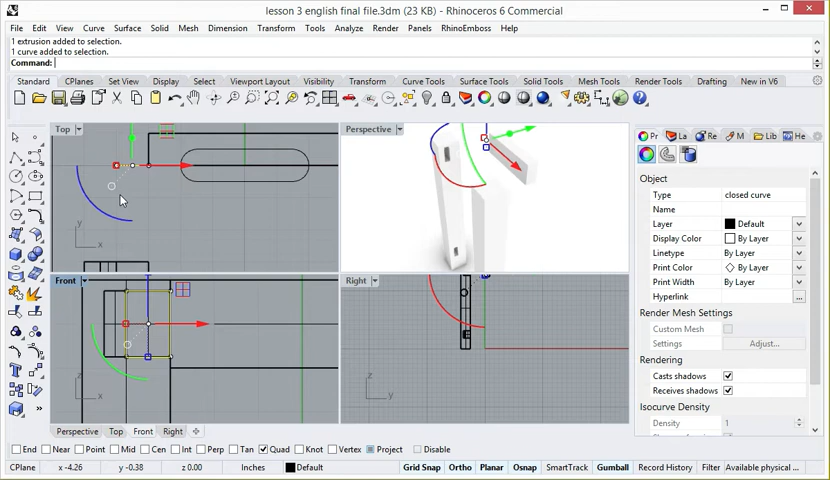 lesson 3 english final file.3dm (23 KB) - Rhinoceros 6 Commercial
File Edit View Curve Surface Solid Mesh Dimension Transform Tools Analyze Render Panels RhinoEmboss Help
1 extrusion added to selection.
1 curve added to selection.
Command:
Standard CPlanes Set View Display Select Viewport Layout Visibility Transform Curve Tools Surface Tools Solid Tools Mesh Tools Render Tools Drafting New in V6
Top
Perspective
Front
Right
Pr La Re M Lib He
Object
Type closed curve
Name
Layer Default
Display Color By Layer
Linetype By Layer
Print Color By Layer
Print Width By Layer
Hyperlink ...
Render Mesh Settings
Custom Mesh
Settings Adjust...
Rendering
Casts shadows
Receives shadows
Isocurve Density
Density 1
y
x
z
x
z
y
Perspective Top Front Right
End Near Point Mid Cen Int Perp Tan Quad Knot Vertex Project Disable
CPlane x -4.26 y -0.38 z 0.00 Inches Default Grid Snap Ortho Planar Osnap SmartTrack Gumball Record History Filter Available physical ...